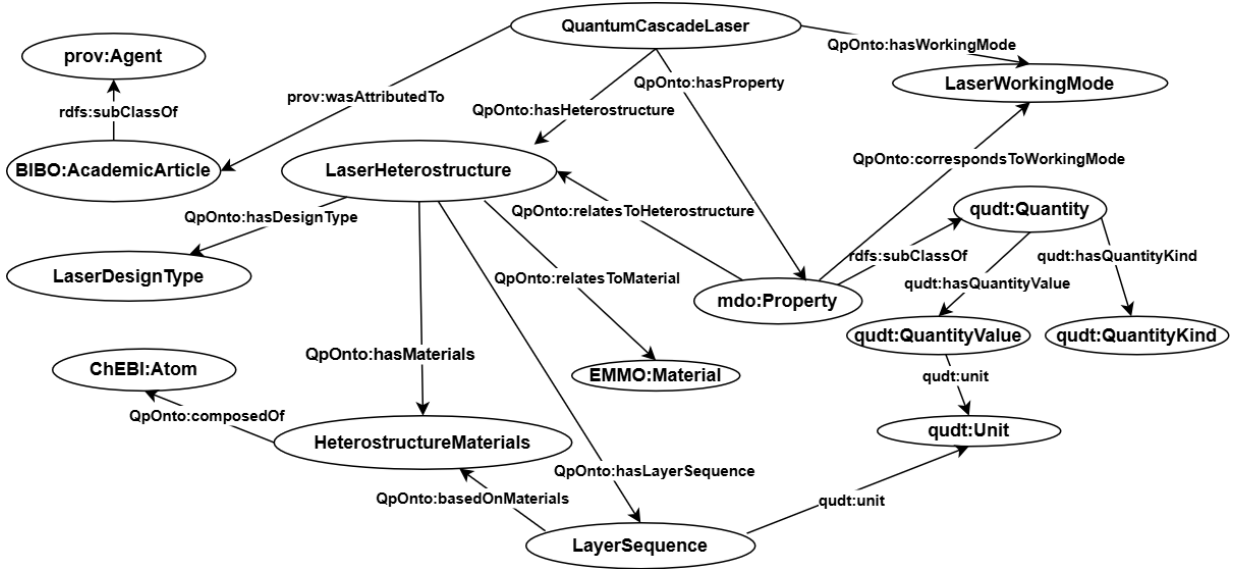 QuantumCascadeLaser
prov:Agent
QpOnto:hasWorkingMode
QpOnto:hasProperty
LaserWorkingMode
prov:wasAttributedTo
rdfs:subClassOf
QpOnto:hasHeterostructure
QpOnto:correspondsToWorkingMode
BIBO:AcademicArticle
LaserHeterostructure
QpOnto:hasDesignType
QpOnto:relatesToHeterostructure
qudt:Quantity
rdfs:subClassOf
qudt:hasQuantityKind
LaserDesignType
QpOnto:relatesToMaterial
qudt:hasQuantityValue
mdo:Property
qudt:QuantityValue
qudt:QuantityKind
QpOnto:hasMaterials
ChEBI:Atom
EMMO:Material
qudt:unit
QpOnto:composedOf
HeterostructureMaterials
qudt:Unit
QpOnto:hasLayerSequence
QpOnto:basedOnMaterials
qudt:unit
LayerSequence